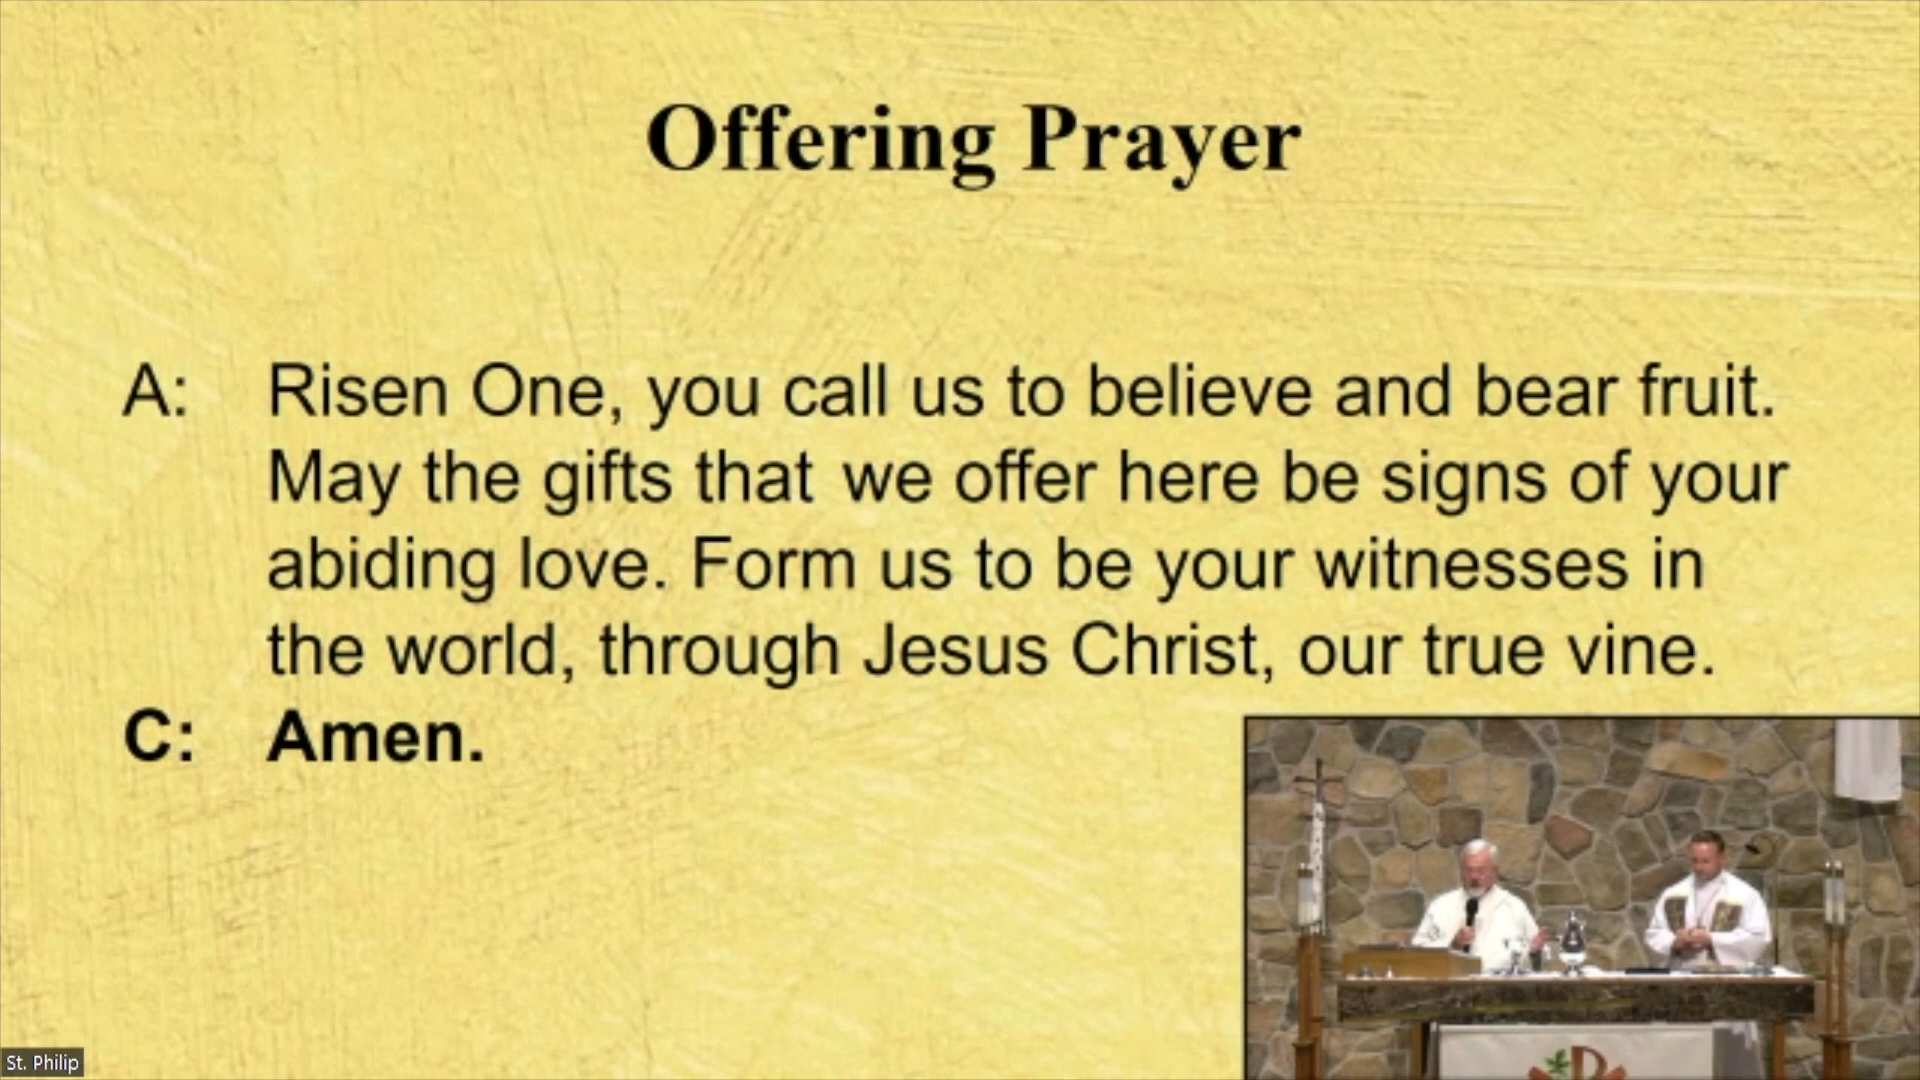 Offering Prayer
A: Risen One, you call us to believe and bear fruit.
May the gifts that we offer here be signs of your
abiding love. Form us to be your witnesses in
the world, through Jesus Christ, our true vine.
C: Amen.
St. Philip